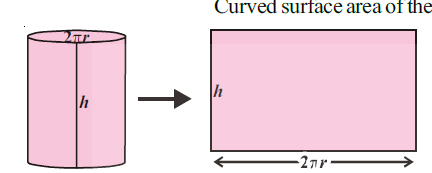 Curved surface area of the
2πr
h
h
2πr